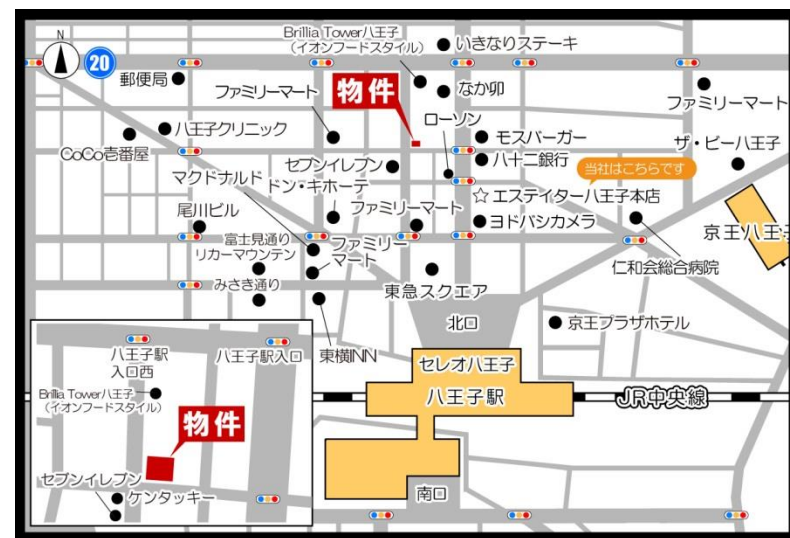 Brillia Tower八王子
(イオンフードスタイル)
いきなりステーキ
N
20
郵便局
ファミリーマート
物件
なか卯
ファミリーマート
ローソン
八王子クリニック
モスバーガー
ザ・ビー八王子
CoCo壱番屋
セブンイレブン
八十二銀行
当社はこちらです
マクドナルド
ドン・キホーテ
☆エステイター八王子本店
尾川ビル
ファミリーマート
ヨドバシカメラ
京王八王子
富士見通り
リカーマウンテン
ファミリー
マート
仁和会総合病院
みさき通り
東急スクエア
北口
京王プラザホテル
東横INN
セレオ八王子
八王子駅
JR中央線
南口
八王子駅
入口西
八王子駅入口
Brillia Tower八王子
(イオンフードスタイル)
物件
セブンイレブン
ケンタッキー